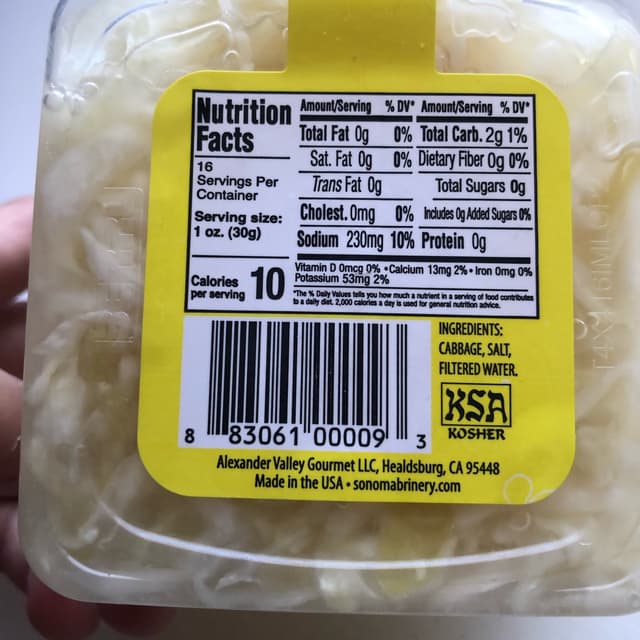 Nutrition
Facts
16
Servings Per
Container
Serving size:
1 oz. (30g)
Calories
per serving 10
Amount/Serving % DV* Amount/Serving % DV*
Total Fat 0g 0% Total Carb. 2g 1%
Sat. Fat 0g 0% Dietary Fiber 0g 0%
Trans Fat 0g Total Sugars 0g
Cholest. 0mg 0% Includes 0g Added Sugars 0%
Sodium 230mg 10% Protein 0g
Vitamin D 0mcg 0% • Calcium 13mg 2% • Iron 0mg 0%
Potassium 53mg 2%
*The % Daily Values tells you how much a nutrient in a serving of food contributes
to a daily diet. 2,000 calories a day is used for general nutrition advice.
8 83061 00009 3
INGREDIENTS:
CABBAGE, SALT,
FILTERED WATER.
KSA
KOSHER
Alexander Valley Gourmet LLC, Healdsburg, CA 95448
Made in the USA • sonomabrinery.com